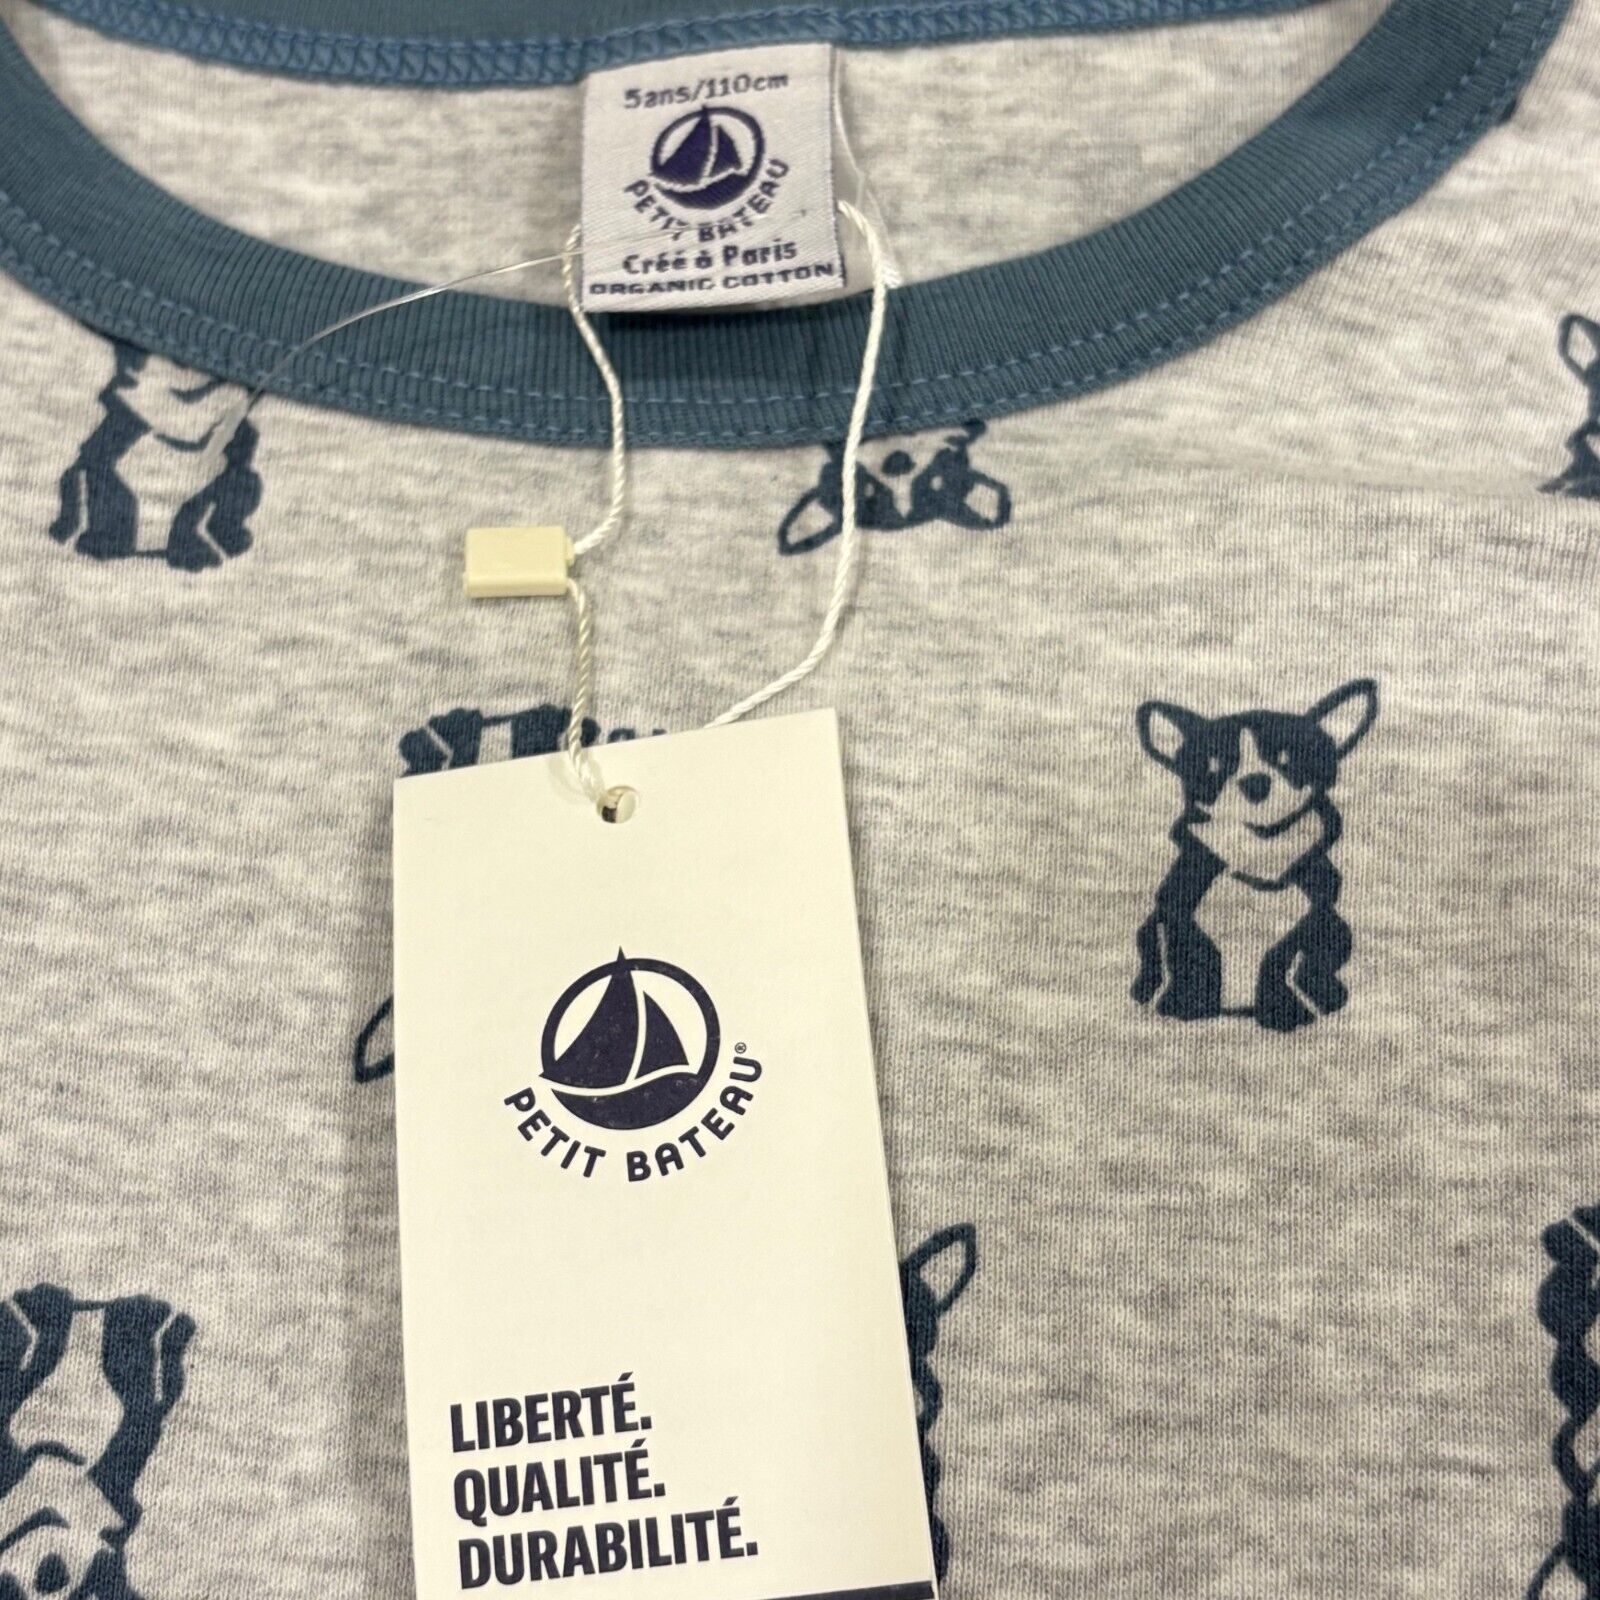 5ans/110cm
PETIT BATEAU
Créé à Paris
ORGANIC COTTON
PETIT BATEAU®
LIBERTÉ.
QUALITÉ.
DURABILITÉ.